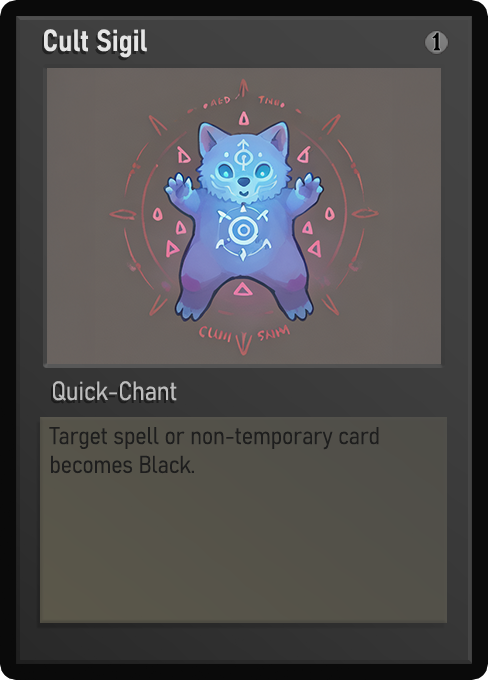 Cult Sigil
1
Quick-Chant
Target spell or non-temporary card
becomes Black.